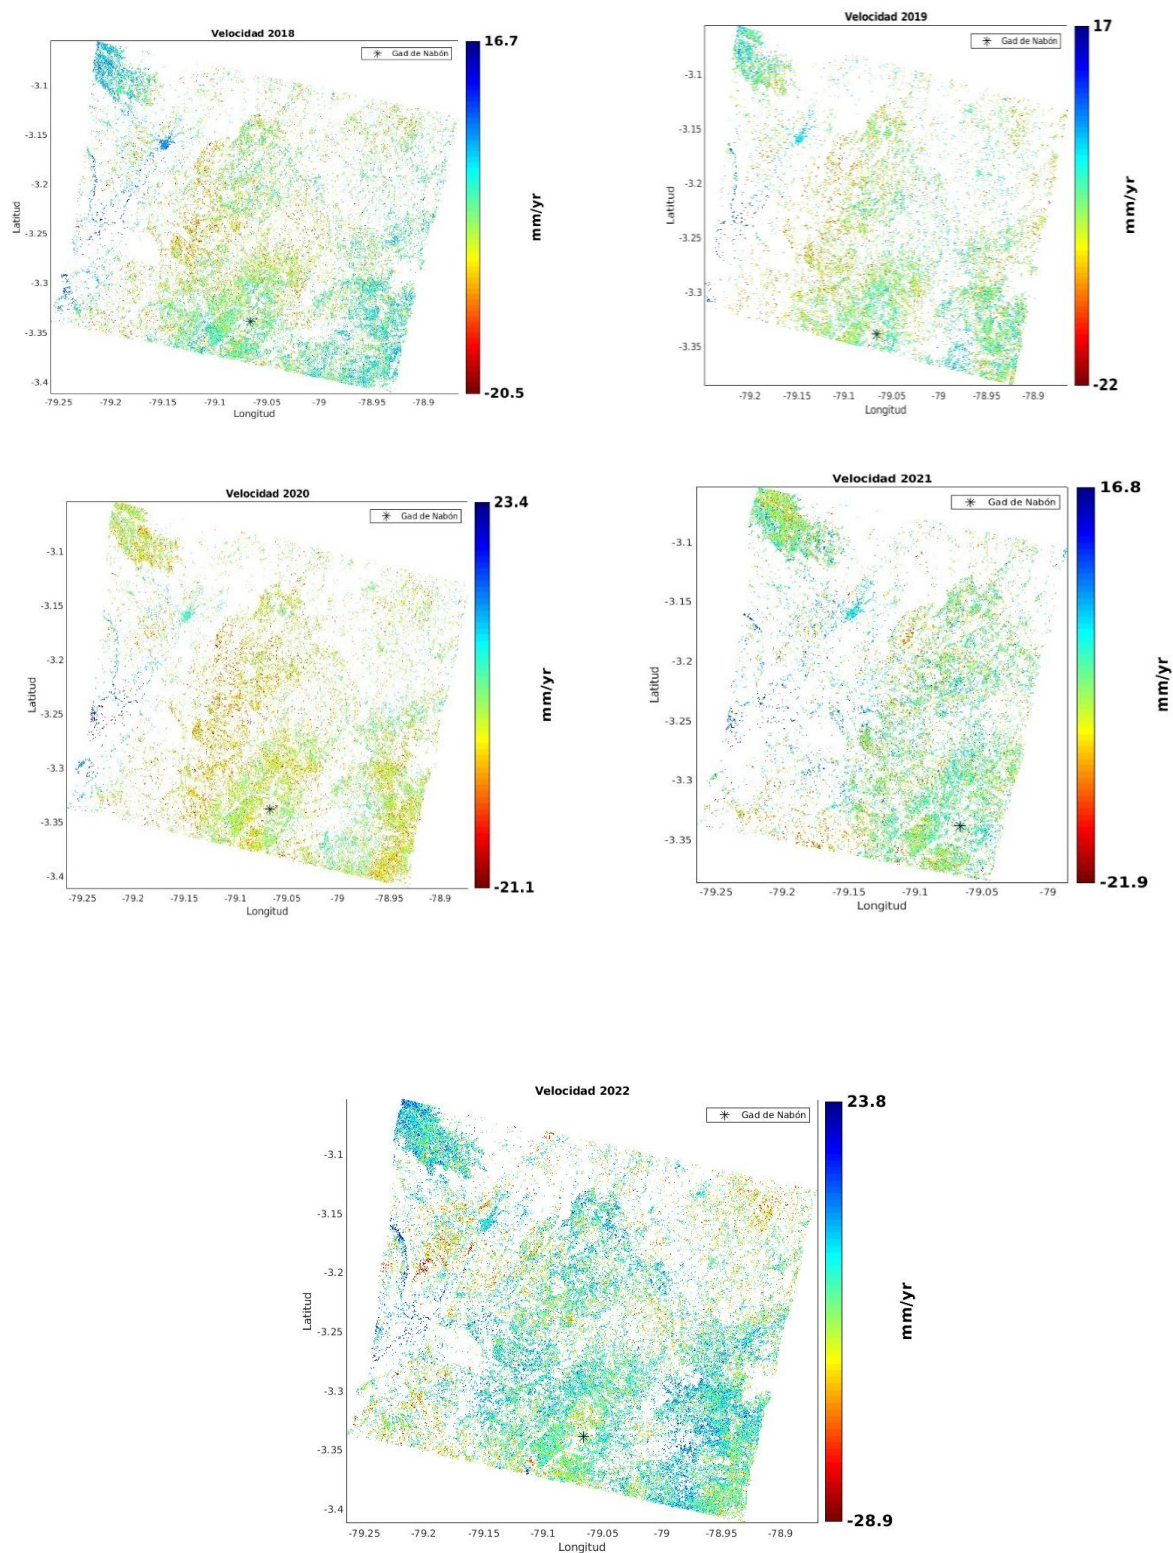 Velocidad 2018
16.7
Gad de Nabón
-3.1
-3.15
-3.2
-3.25
-3.3
-3.35
-3.4
Latitud
mm/yr
-20.5
-79.25 -79.2 -79.15 -79.1 -79.05 -79 -78.95 -78.9
Longitud
Velocidad 2019
17
Gad de Nabón
-3.1
-3.15
-3.2
-3.25
-3.3
-3.35
Latitud
mm/yr
-22
-79.2 -79.15 -79.1 -79.05 -79 -78.95 -78.9
Longitud
Velocidad 2020
23.4
Gad de Nabón
-3.1
-3.15
-3.2
-3.25
-3.3
-3.35
-3.4
Latitud
mm/yr
-21.1
-79.25 -79.2 -79.15 -79.1 -79.05 -79 -78.95 -78.9
Longitud
Velocidad 2021
16.8
Gad de Nabón
-3.1
-3.15
-3.2
-3.25
-3.3
-3.35
Latitud
mm/yr
-21.9
-79.25 -79.2 -79.15 -79.1 -79.05 -79
Longitud
Velocidad 2022
23.8
Gad de Nabón
-3.1
-3.15
-3.2
-3.25
-3.3
-3.35
-3.4
Latitud
mm/yr
-28.9
-79.25 -79.2 -79.15 -79.1 -79.05 -79 -78.95 -78.9
Longitud